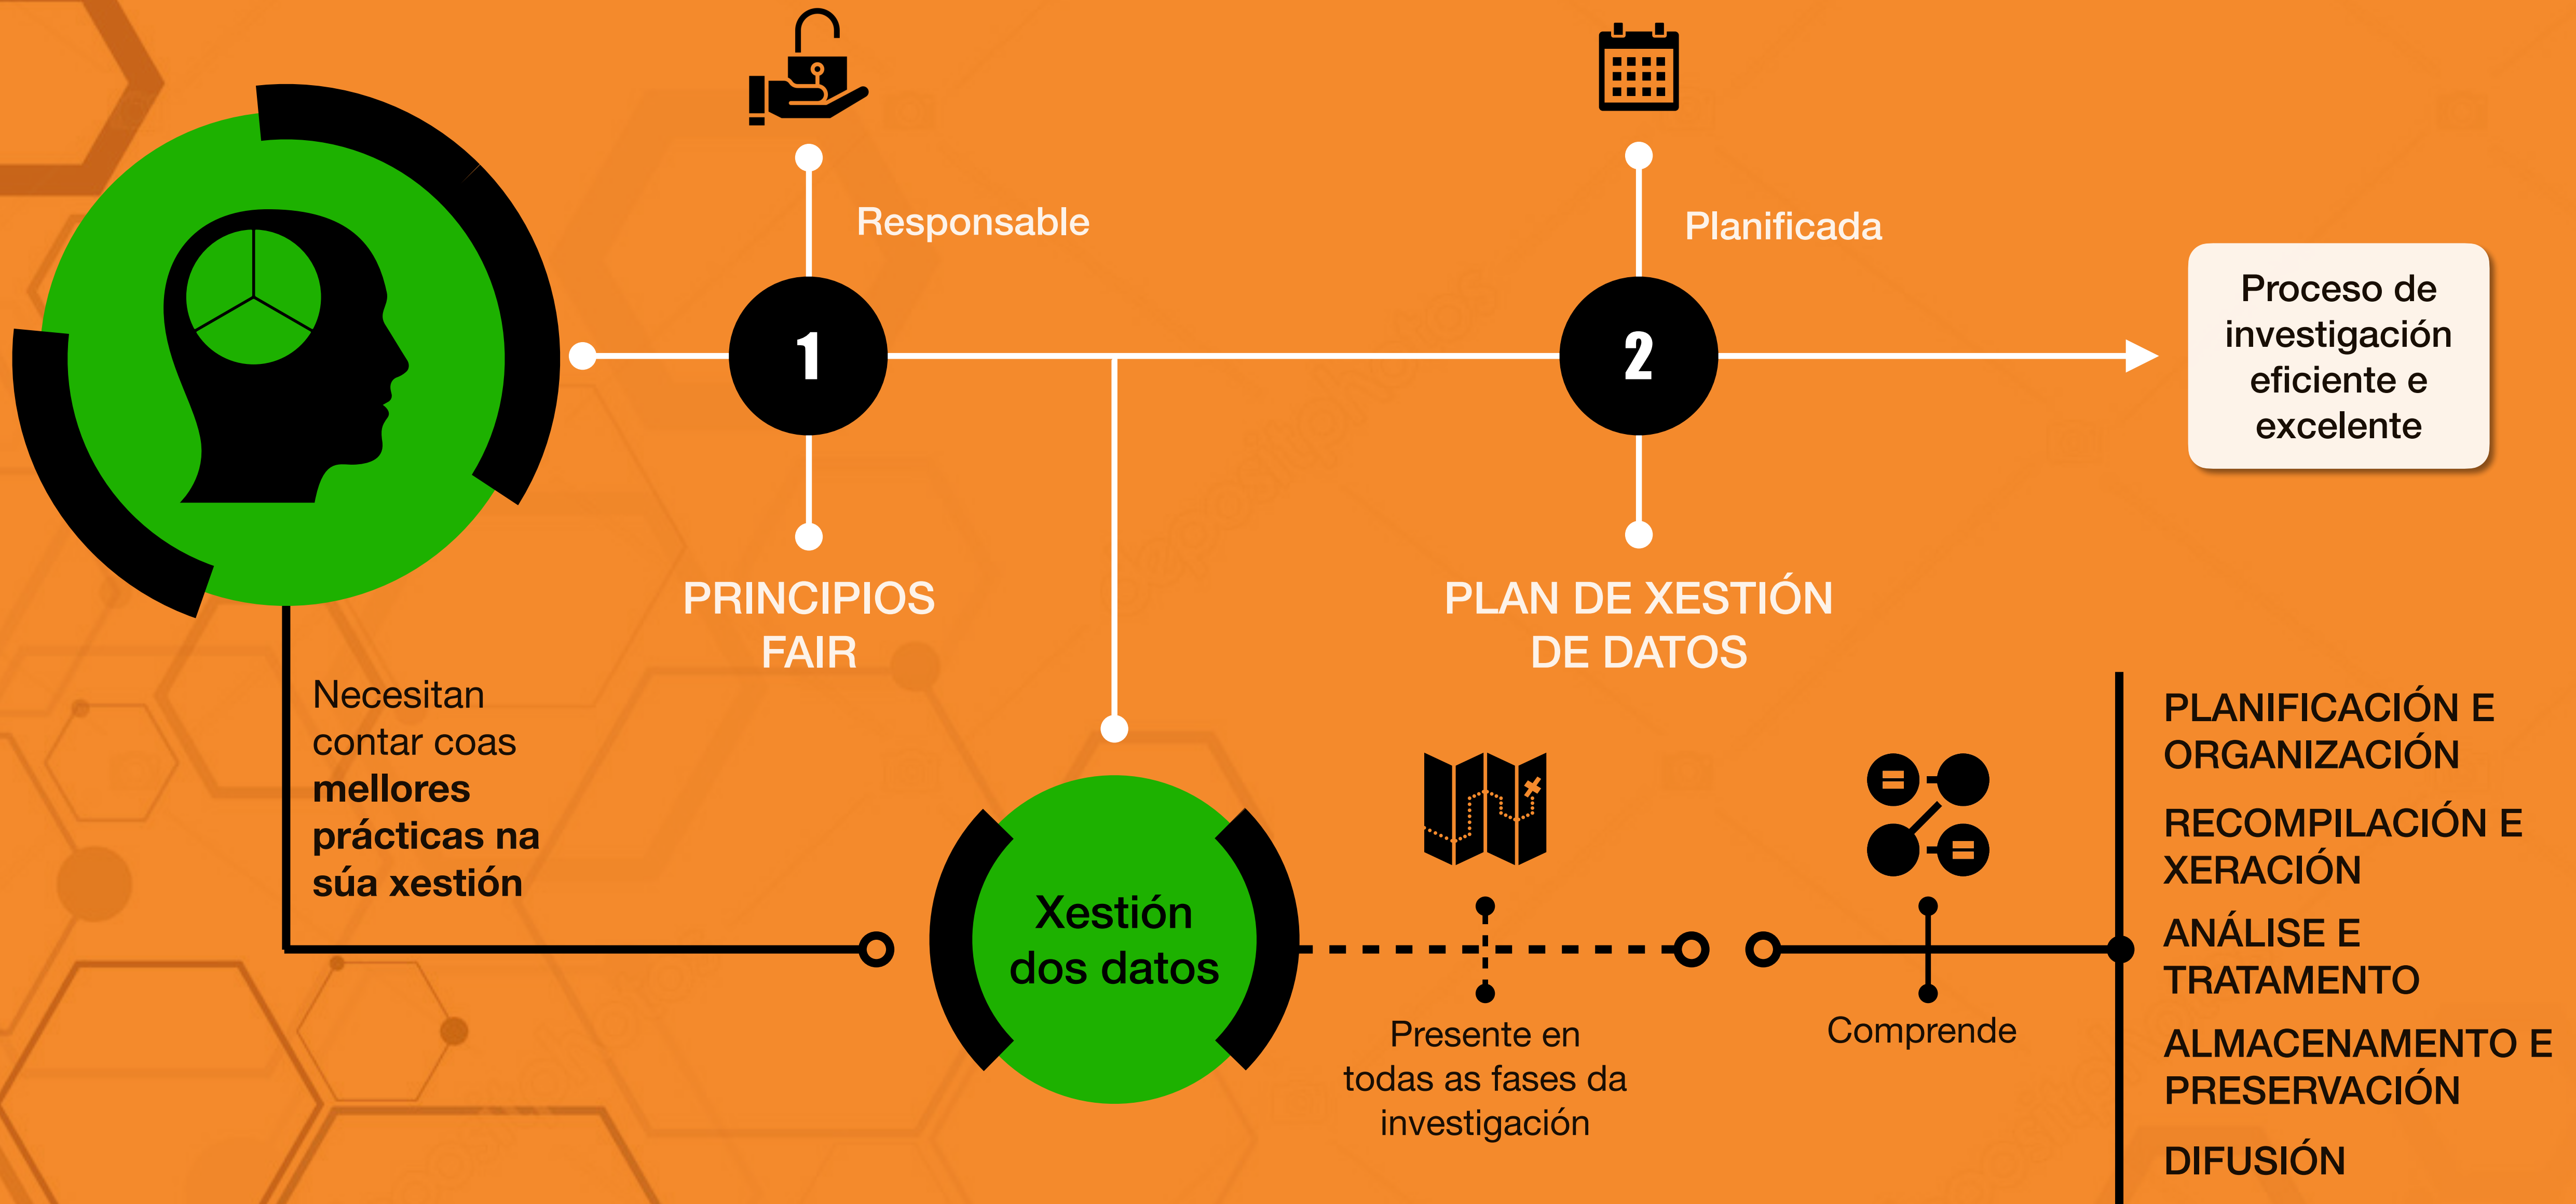 Responsable
Planificada
1
2
Proceso de
investigación
eficiente e
excelente
PRINCIPIOS
FAIR
PLAN DE XESTIÓN
DE DATOS
Necesitan
contar coas
mellores
prácticas na
súa xestión
Xestión
dos datos
Presente en
todas as fases da
investigación
Comprende
PLANIFICACIÓN E
ORGANIZACIÓN
RECOMPILACIÓN E
XERACIÓN
ANÁLISE E
TRATAMENTO
ALMACENAMENTO E
PRESERVACIÓN
DIFUSIÓN
depositphotos